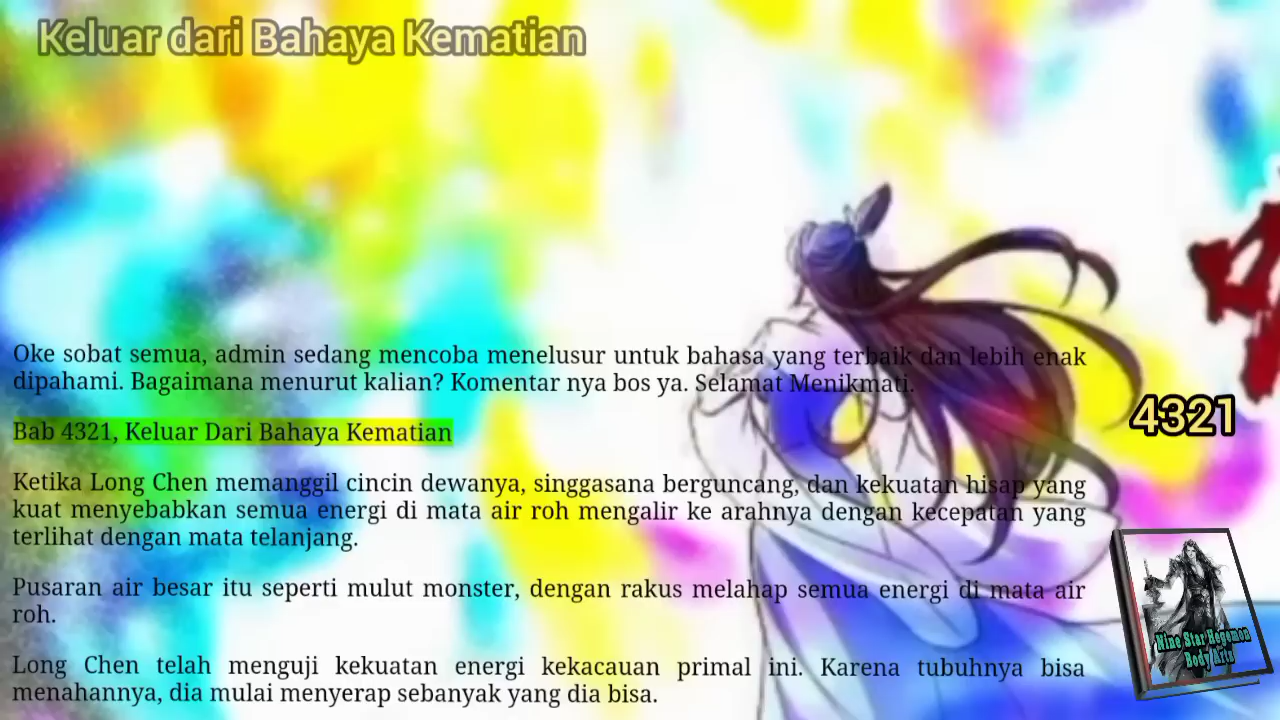 Keluar dari Bahaya Kematian
Oke sobat semua, admin sedang mencoba menelusur untuk bahasa yang terbaik dan lebih enak
dipahami. Bagaimana menurut kalian? Komentar nya bos ya. Selamat Menikmati.
4321
Bab 4321, Keluar Dari Bahaya Kematian
Ketika Long Chen memanggil cincin dewanya, singgasana berguncang, dan kekuatan hisap yang
kuat menyebabkan semua energi di mata air roh mengalir ke arahnya dengan kecepatan yang
terlihat dengan mata telanjang.
Pusaran air besar itu seperti mulut monster, dengan rakus melahap semua energi di mata air
roh.
Long Chen telah menguji kekuatan energi kekacauan primal ini. Karena tubuhnya bisa
menahannya, dia mulai menyerap sebanyak yang dia bisa.
Nine Star Hegemon
Body Arts